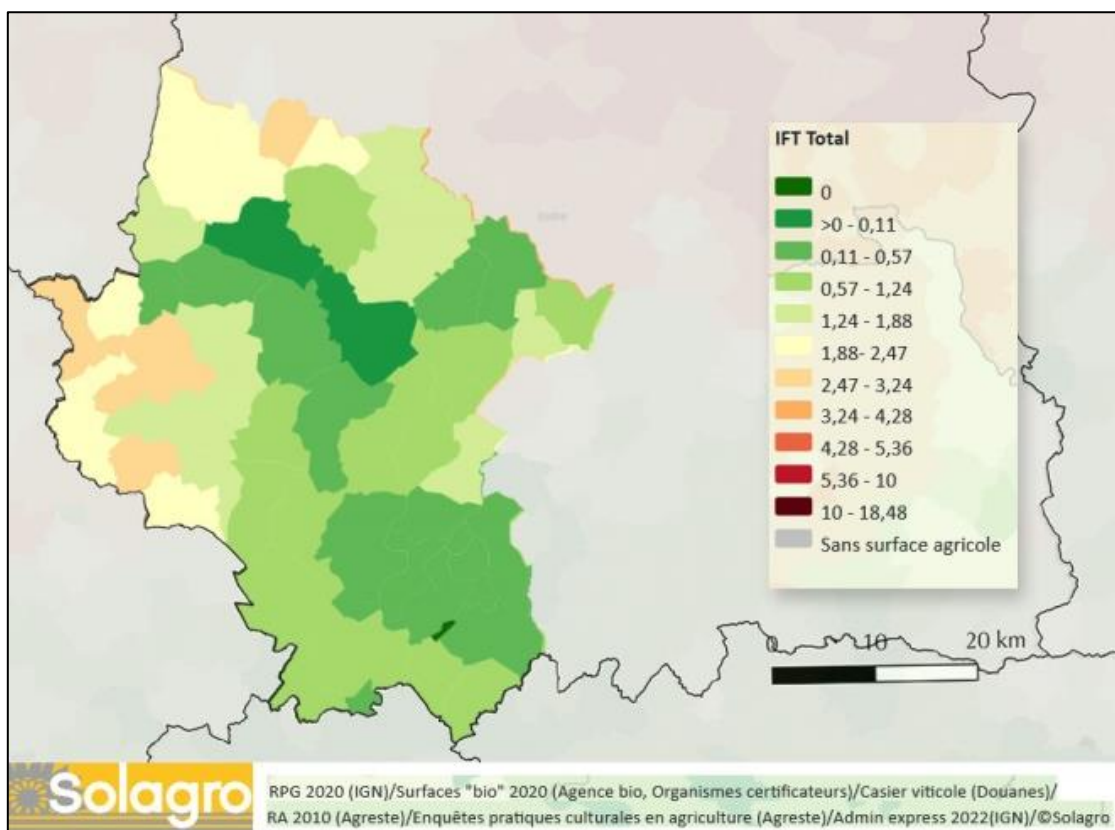 IFT Total
0
>0 - 0,11
0,11 - 0,57
0,57 - 1,24
1,24 - 1,88
1,88- 2,47
2,47 - 3,24
3,24 - 4,28
4,28 - 5,36
5,36 - 10
10 - 18,48
Sans surface agricole
0 10 20 km
Solagro
RPG 2020 (IGN)/Surfaces "bio" 2020 (Agence bio, Organismes certificateurs)/Casier viticole (Douanes)/
RA 2010 (Agreste)/Enquêtes pratiques culturales en agriculture (Agreste)/Admin express 2022(IGN)/©Solagro